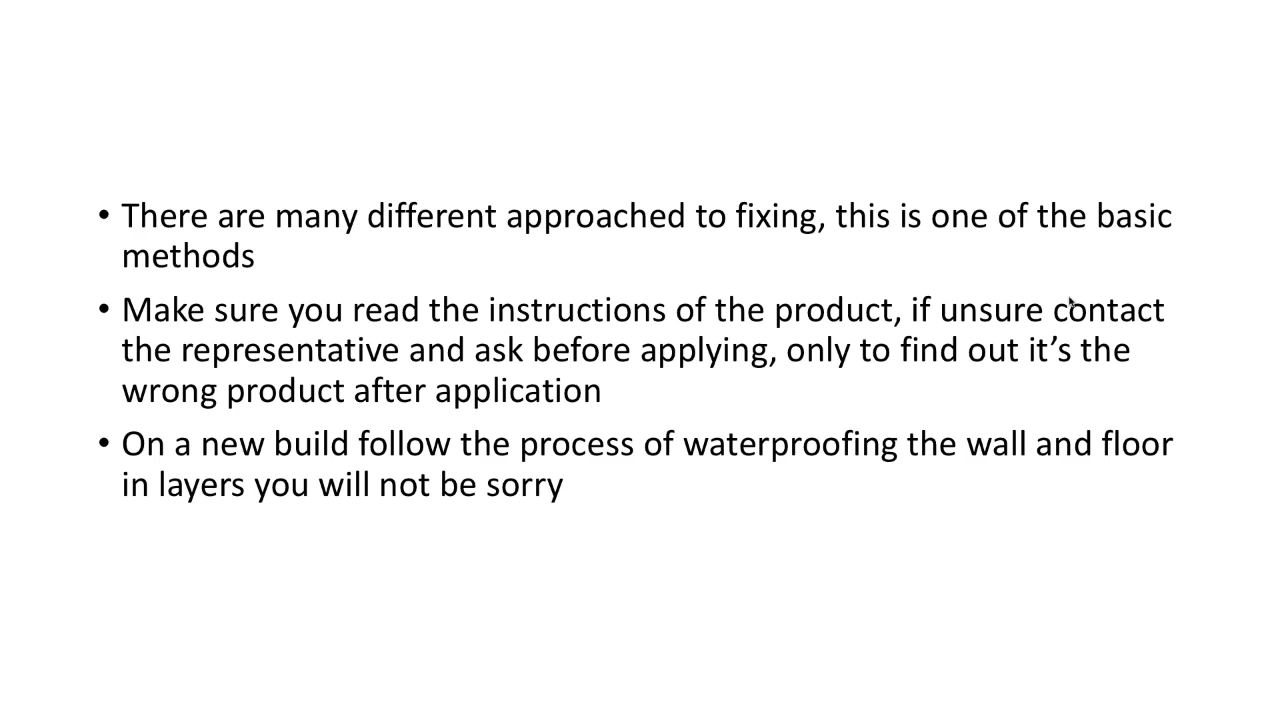 • There are many different approached to fixing, this is one of the basic
methods
• Make sure you read the instructions of the product, if unsure contact
the representative and ask before applying, only to find out it’s the
wrong product after application
• On a new build follow the process of waterproofing the wall and floor
in layers you will not be sorry